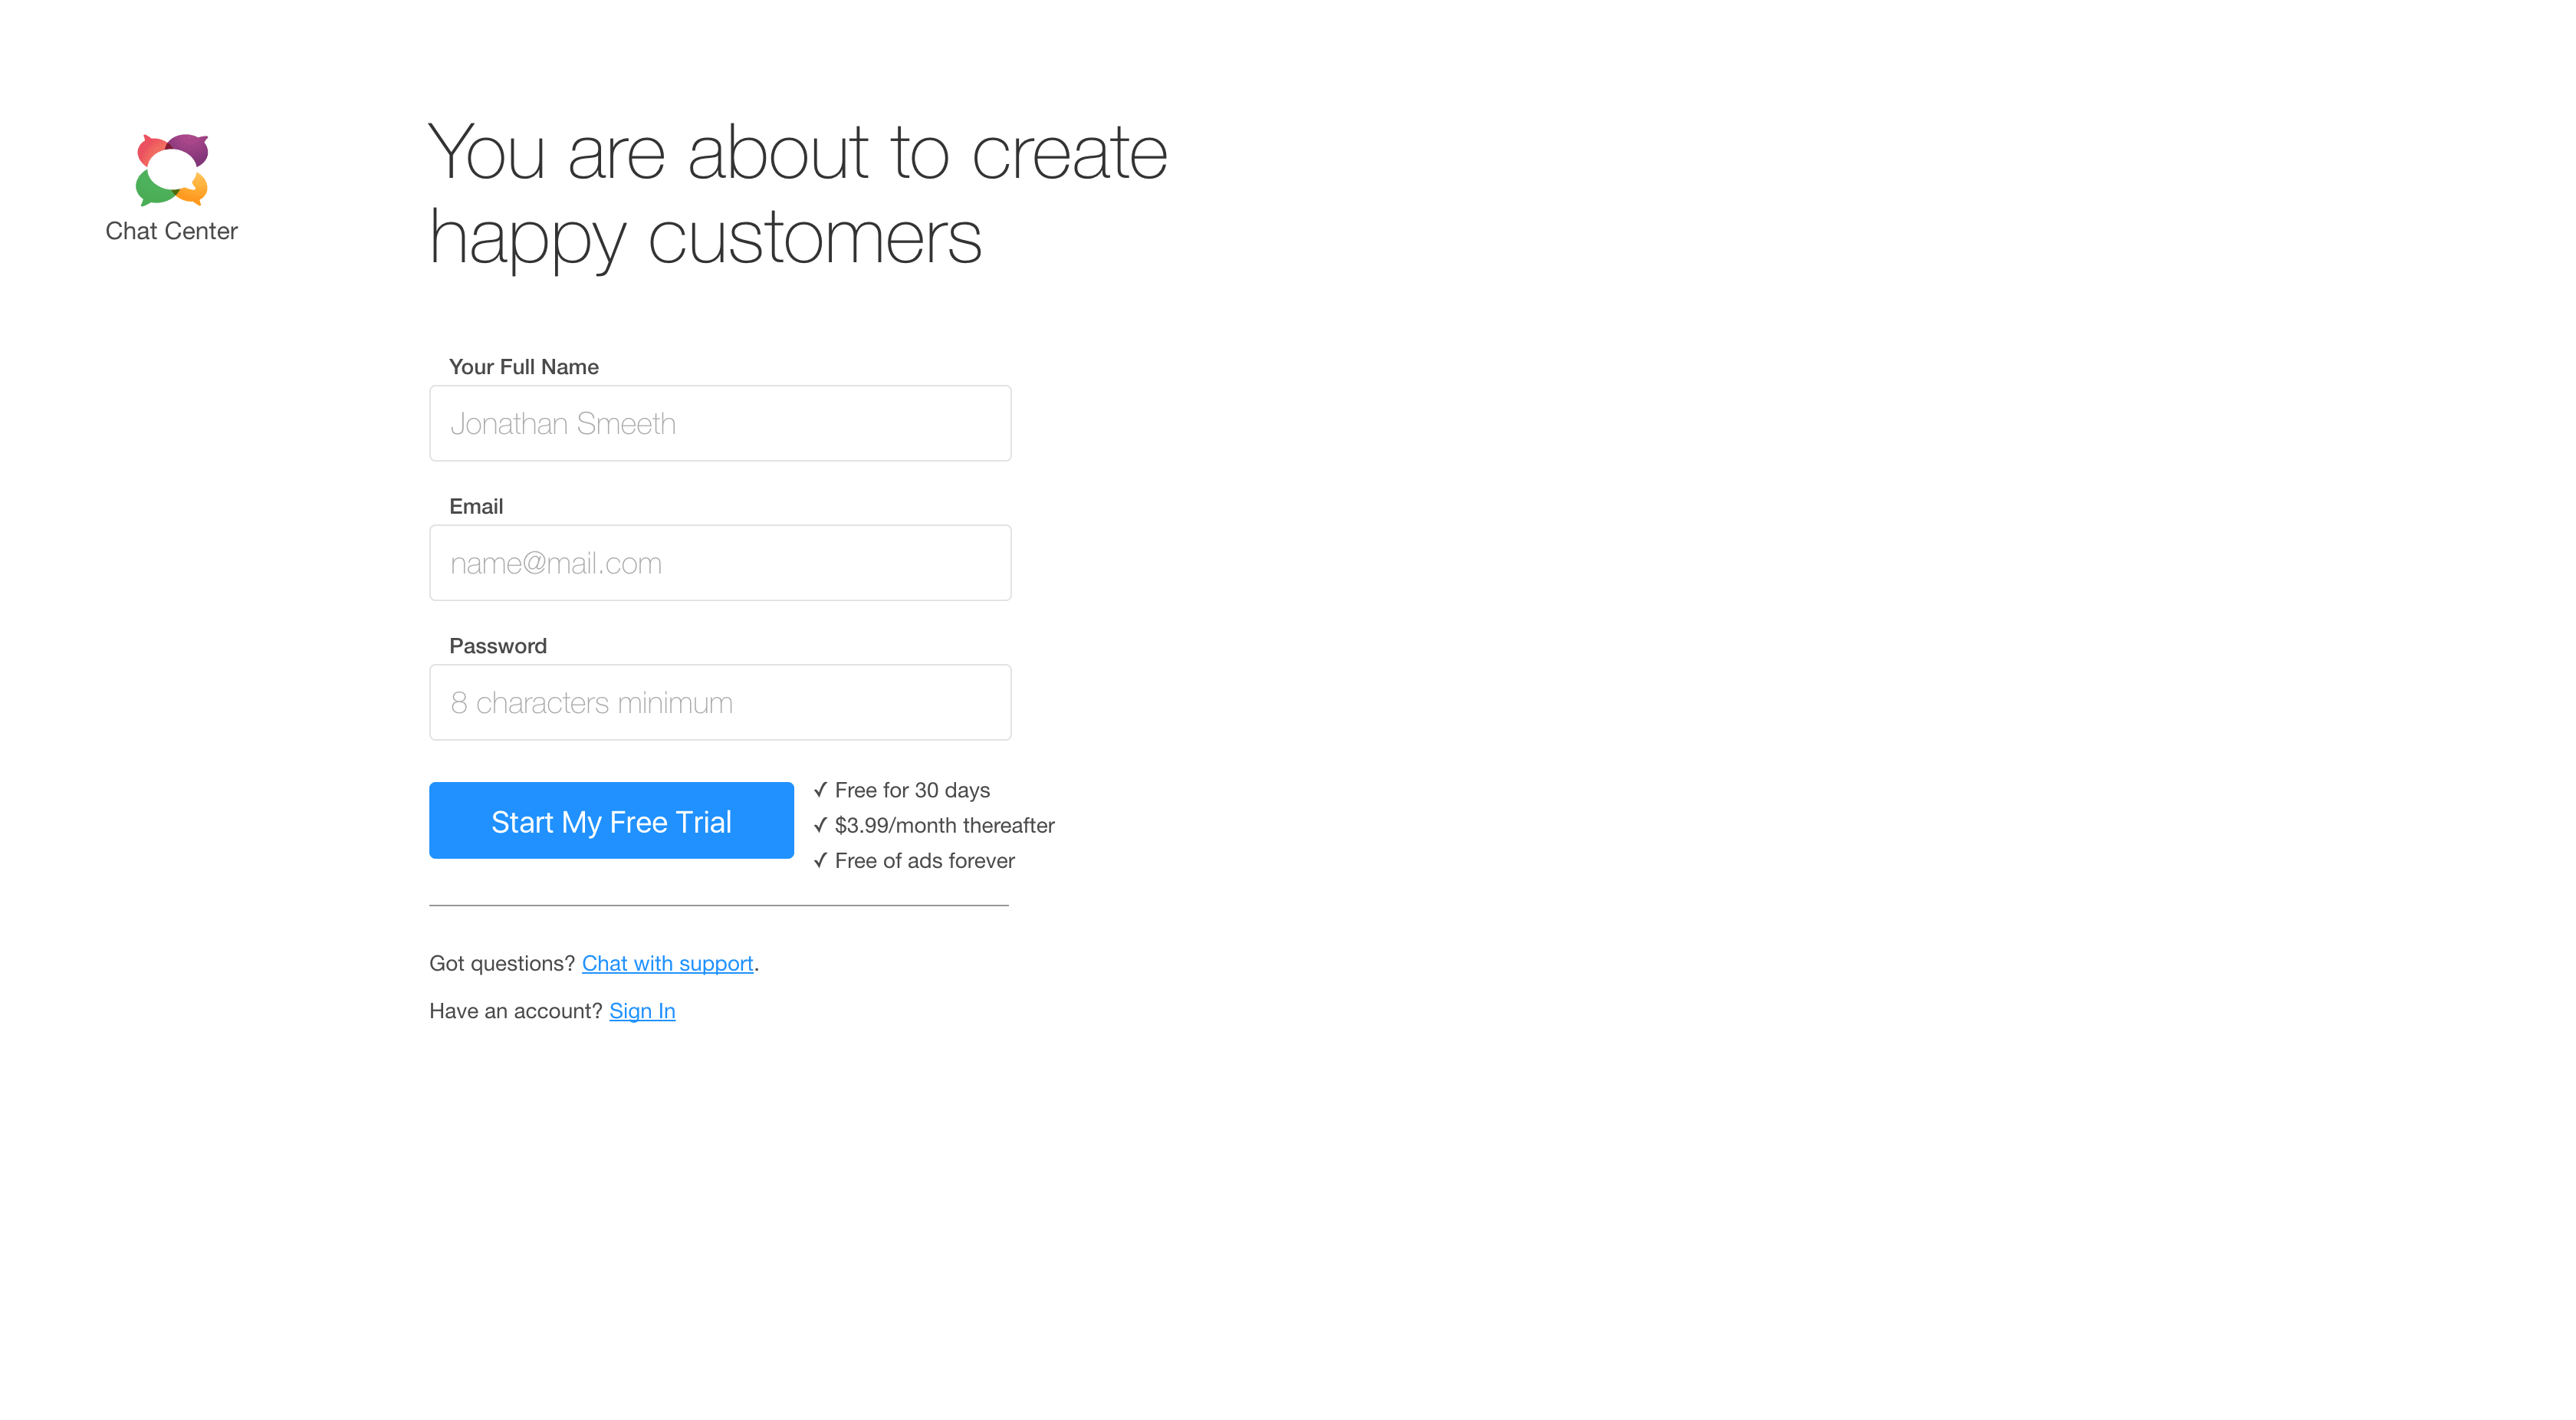 Chat Center
You are about to create
happy customers
Your Full Name
Jonathan Smeeth
Email
name@mail.com
Password
8 characters minimum
Start My Free Trial
✓ Free for 30 days
✓ $3.99/month thereafter
✓ Free of ads forever
Got questions? Chat with support.
Have an account? Sign In